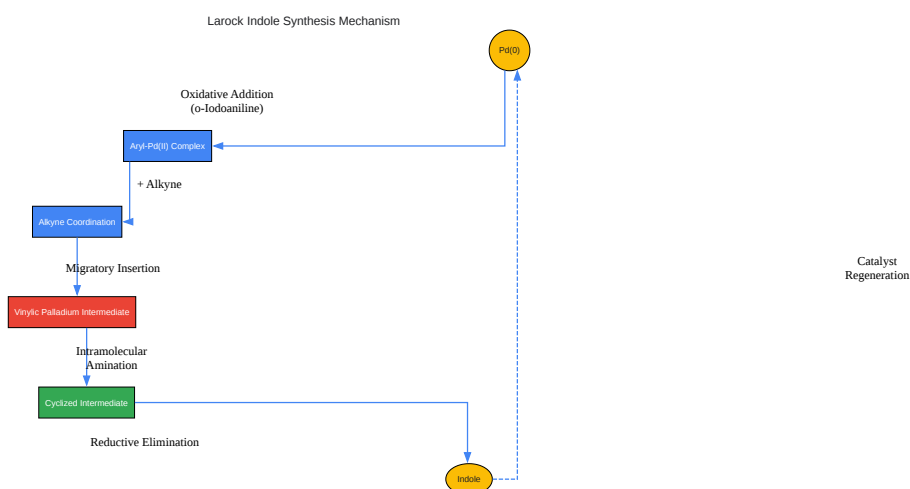 Larock Indole Synthesis Mechanism
Pd(0)
Oxidative Addition
(o-Iodoaniline)
Aryl-Pd(II) Complex
+ Alkyne
Alkyne Coordination
Migratory Insertion
Catalyst
Regeneration
Vinylic Palladium Intermediate
Intramolecular
Amination
Cyclized Intermediate
Reductive Elimination
Indole